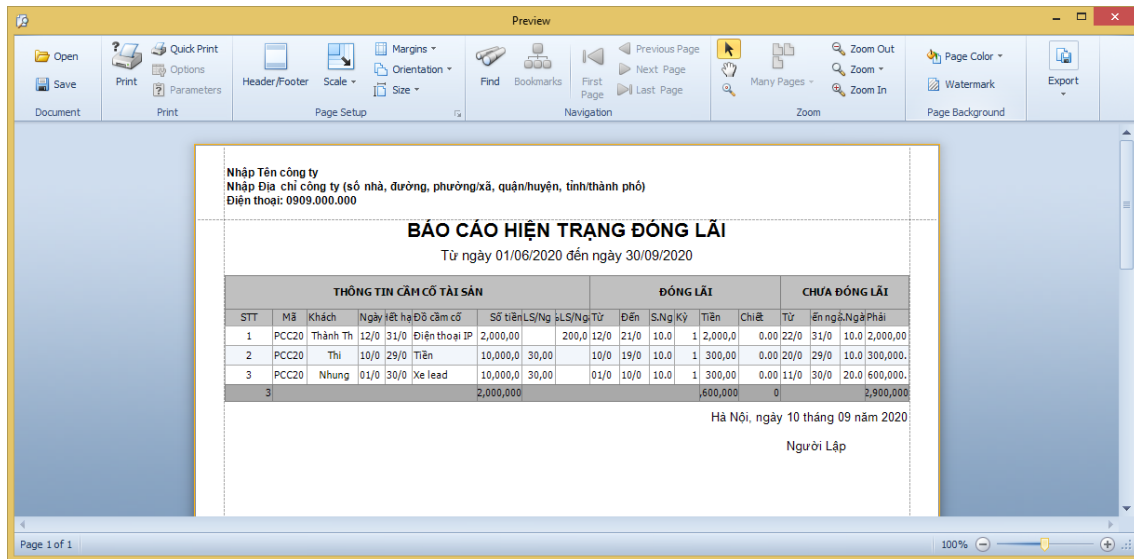 Preview
Open
Save
Document
Print
Quick Print
Options
Parameters
Print
Header/Footer
Scale
Margins
Orientation
Size
Page Setup
Find
Bookmarks
First Page
Previous Page
Next Page
Last Page
Navigation
Many Pages
Zoom Out
Zoom
Zoom In
Zoom
Page Color
Watermark
Page Background
Export
Nhập Tên công ty
Nhập Địa chỉ công ty (số nhà, đường, phường/xã, quận/huyện, tỉnh/thành phố)
Điện thoại: 0909.000.000
BÁO CÁO HIỆN TRẠNG ĐÓNG LÃI
Từ ngày 01/06/2020 đến ngày 30/09/2020
THÔNG TIN CẦM CỐ TÀI SẢN ĐÓNG LÃI CHƯA ĐÓNG LÃI
STT Mã Khách Ngày Hết hạ Đồ cầm cố Số tiền LS/Ng LS/Ng Từ Đến S.Ng Kỳ Tiền Chiết Từ ến ng S.Ngà Phải
1 PCC20 Thành Th 12/0 31/0 Điện thoại IP 2,000,00 200,0 12/0 21/0 10.0 1 2,000,0 0.00 22/0 31/0 10.0 2,000,00
2 PCC20 Thi 10/0 29/0 Tiền 10,000,0 30,00 10/0 19/0 10.0 1 300,00 0.00 20/0 29/0 10.0 300,000.
3 PCC20 Nhung 01/0 30/0 Xe lead 10,000,0 30,00 01/0 10/0 10.0 1 300,00 0.00 11/0 30/0 20.0 600,000.
3 2,000,000 ,600,000 0 2,900,000
Hà Nội, ngày 10 tháng 09 năm 2020
Người Lập
Page 1 of 1
100%